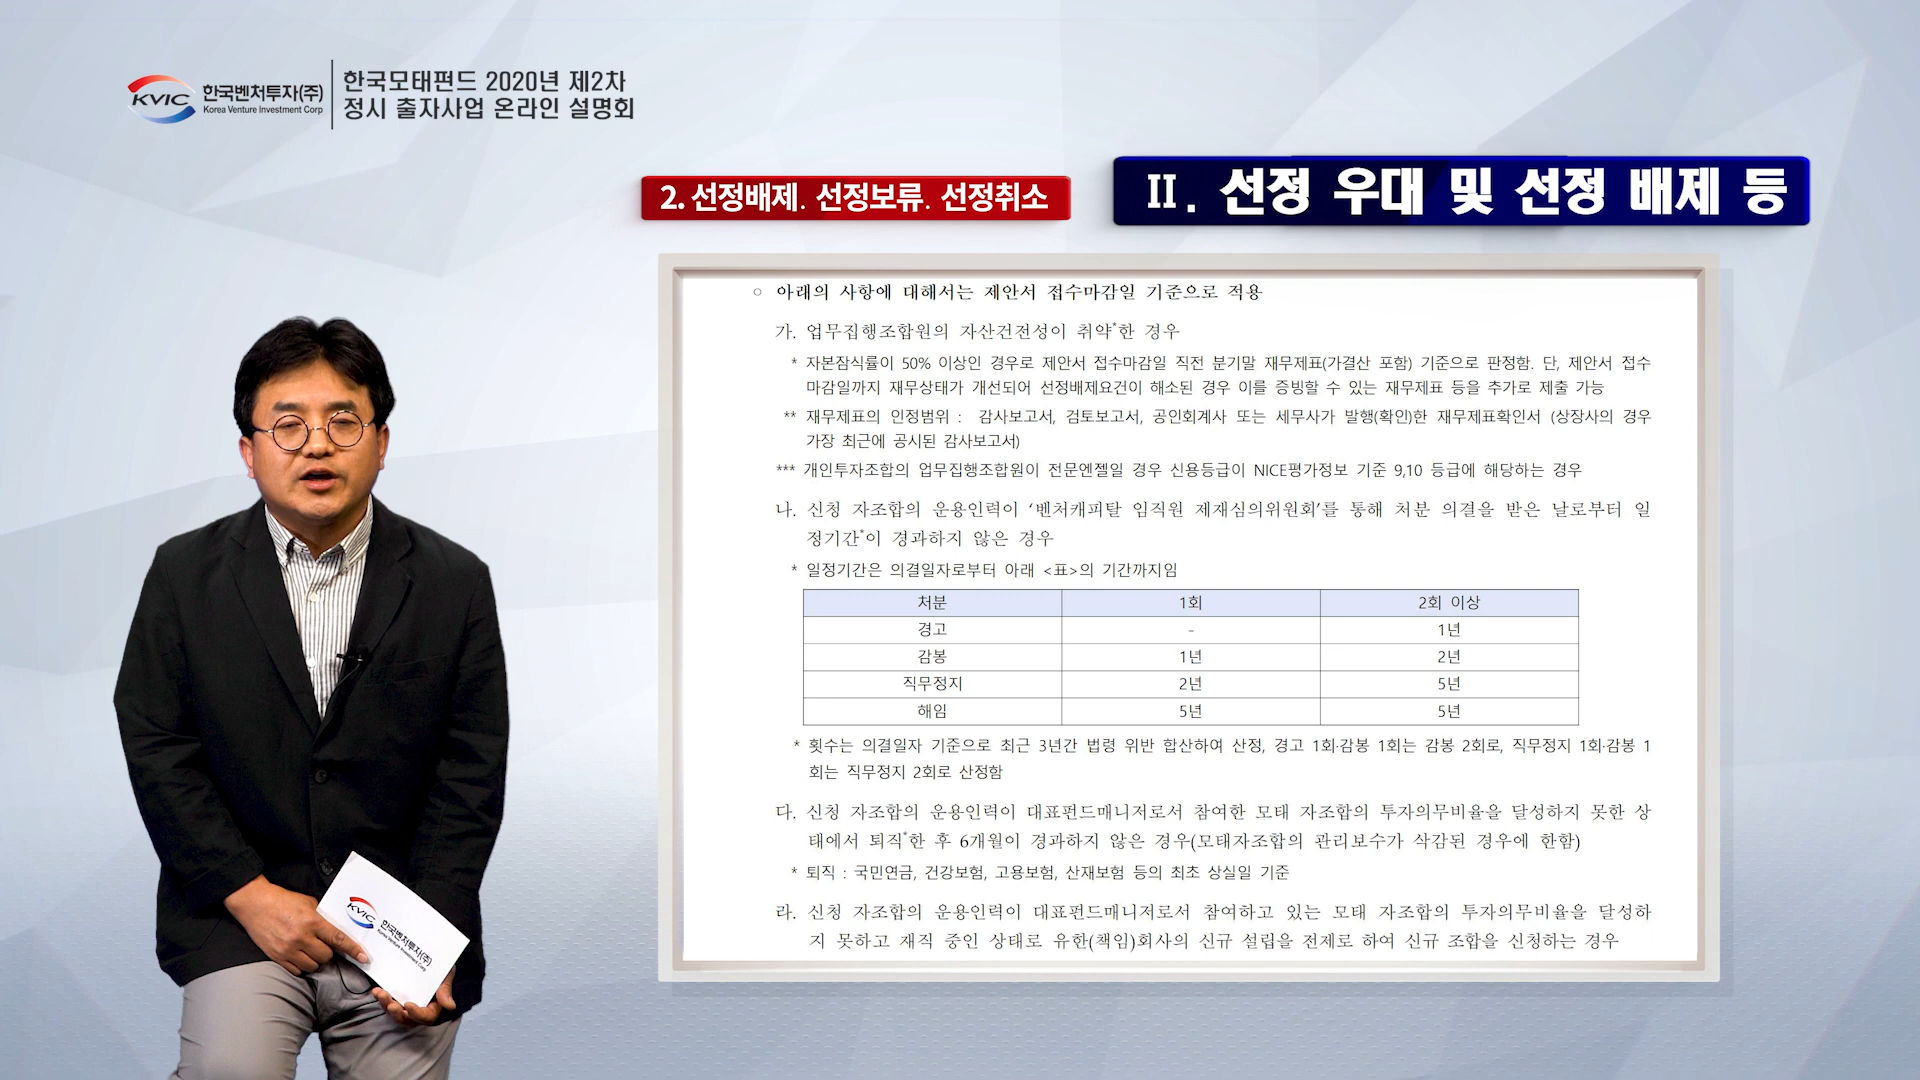 KVIC 한국벤처투자(주)
Korea Venture Investment Corp
한국모태펀드 2020년 제2차
정시 출자사업 온라인 설명회
2. 선정배제. 선정보류. 선정취소
Ⅱ. 선정 우대 및 선정 배제 등
○ 아래의 사항에 대해서는 제안서 접수마감일 기준으로 적용
가. 업무집행조합원의 자산건전성이 취약*한 경우
* 자본잠식률이 50% 이상인 경우로 제안서 접수마감일 직전 분기말 재무제표(가결산 포함) 기준으로 판정함. 단, 제안서 접수
마감일까지 재무상태가 개선되어 선정배제요건이 해소된 경우 이를 증빙할 수 있는 재무제표 등을 추가로 제출 가능
** 재무제표의 인정범위 : 감사보고서, 검토보고서, 공인회계사 또는 세무사가 발행(확인)한 재무제표확인서 (상장사의 경우
가장 최근에 공시된 감사보고서)
*** 개인투자조합의 업무집행조합원이 전문엔젤일 경우 신용등급이 NICE평가정보 기준 9,10 등급에 해당하는 경우
나. 신청 자조합의 운용인력이 ‘벤처캐피탈 임직원 제재심의위원회’를 통해 처분 의결을 받은 날로부터 일
정기간*이 경과하지 않은 경우
* 일정기간은 의결일자로부터 아래 <표>의 기간까지임
처분 1회 2회 이상
경고 - 1년
감봉 1년 2년
직무정지 2년 5년
해임 5년 5년
* 횟수는 의결일자 기준으로 최근 3년간 법령 위반 합산하여 산정, 경고 1회·감봉 1회는 감봉 2회로, 직무정지 1회·감봉 1
회는 직무정지 2회로 산정함
다. 신청 자조합의 운용인력이 대표펀드매니저로서 참여한 모태 자조합의 투자의무비율을 달성하지 못한 상
태에서 퇴직*한 후 6개월이 경과하지 않은 경우(모태자조합의 관리보수가 삭감된 경우에 한함)
* 퇴직 : 국민연금, 건강보험, 고용보험, 산재보험 등의 최초 상실일 기준
라. 신청 자조합의 운용인력이 대표펀드매니저로서 참여하고 있는 모태 자조합의 투자의무비율을 달성하
지 못하고 재직 중인 상태로 유한(책임)회사의 신규 설립을 전제로 하여 신규 조합을 신청하는 경우
KVIC 한국벤처투자(주)
Korea Venture Investment Corp